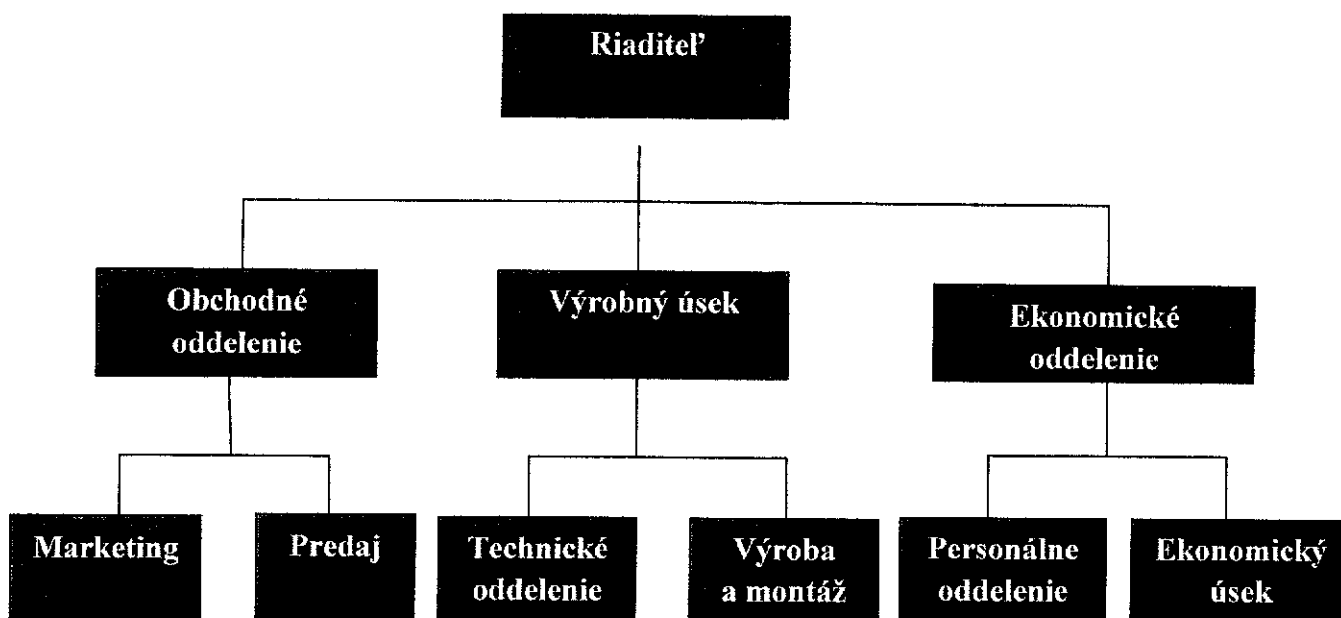 Riaditeľ
Obchodné
oddelenie
Výrobný úsek
Ekonomické
oddelenie
Marketing
Predaj
Technické
oddelenie
Výroba
a montáž
Personálne
oddelenie
Ekonomický
úsek